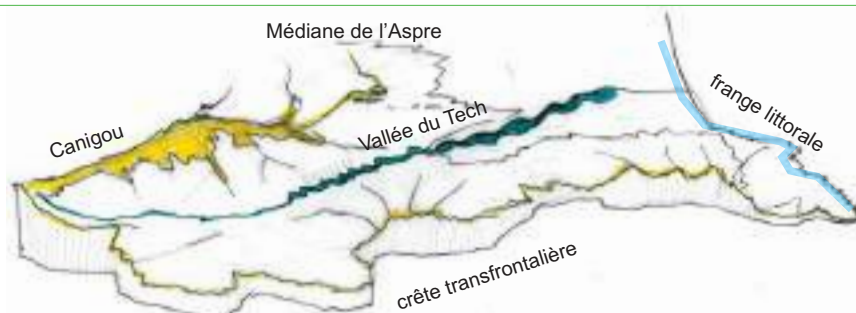 Médiane de l'Aspre
frange littorale
Canigou
Vallée du Tech
crête transfrontalière